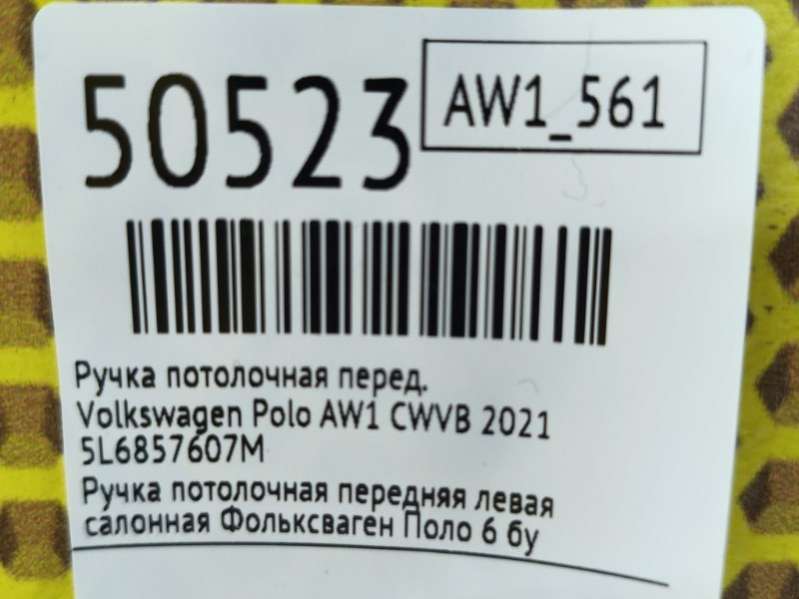 50523
AW1_561
Ручка потолочная перед.
Volkswagen Polo AW1 CWVB 2021
5L6857607M
Ручка потолочная передняя левая
салонная Фольксваген Поло 6 бу